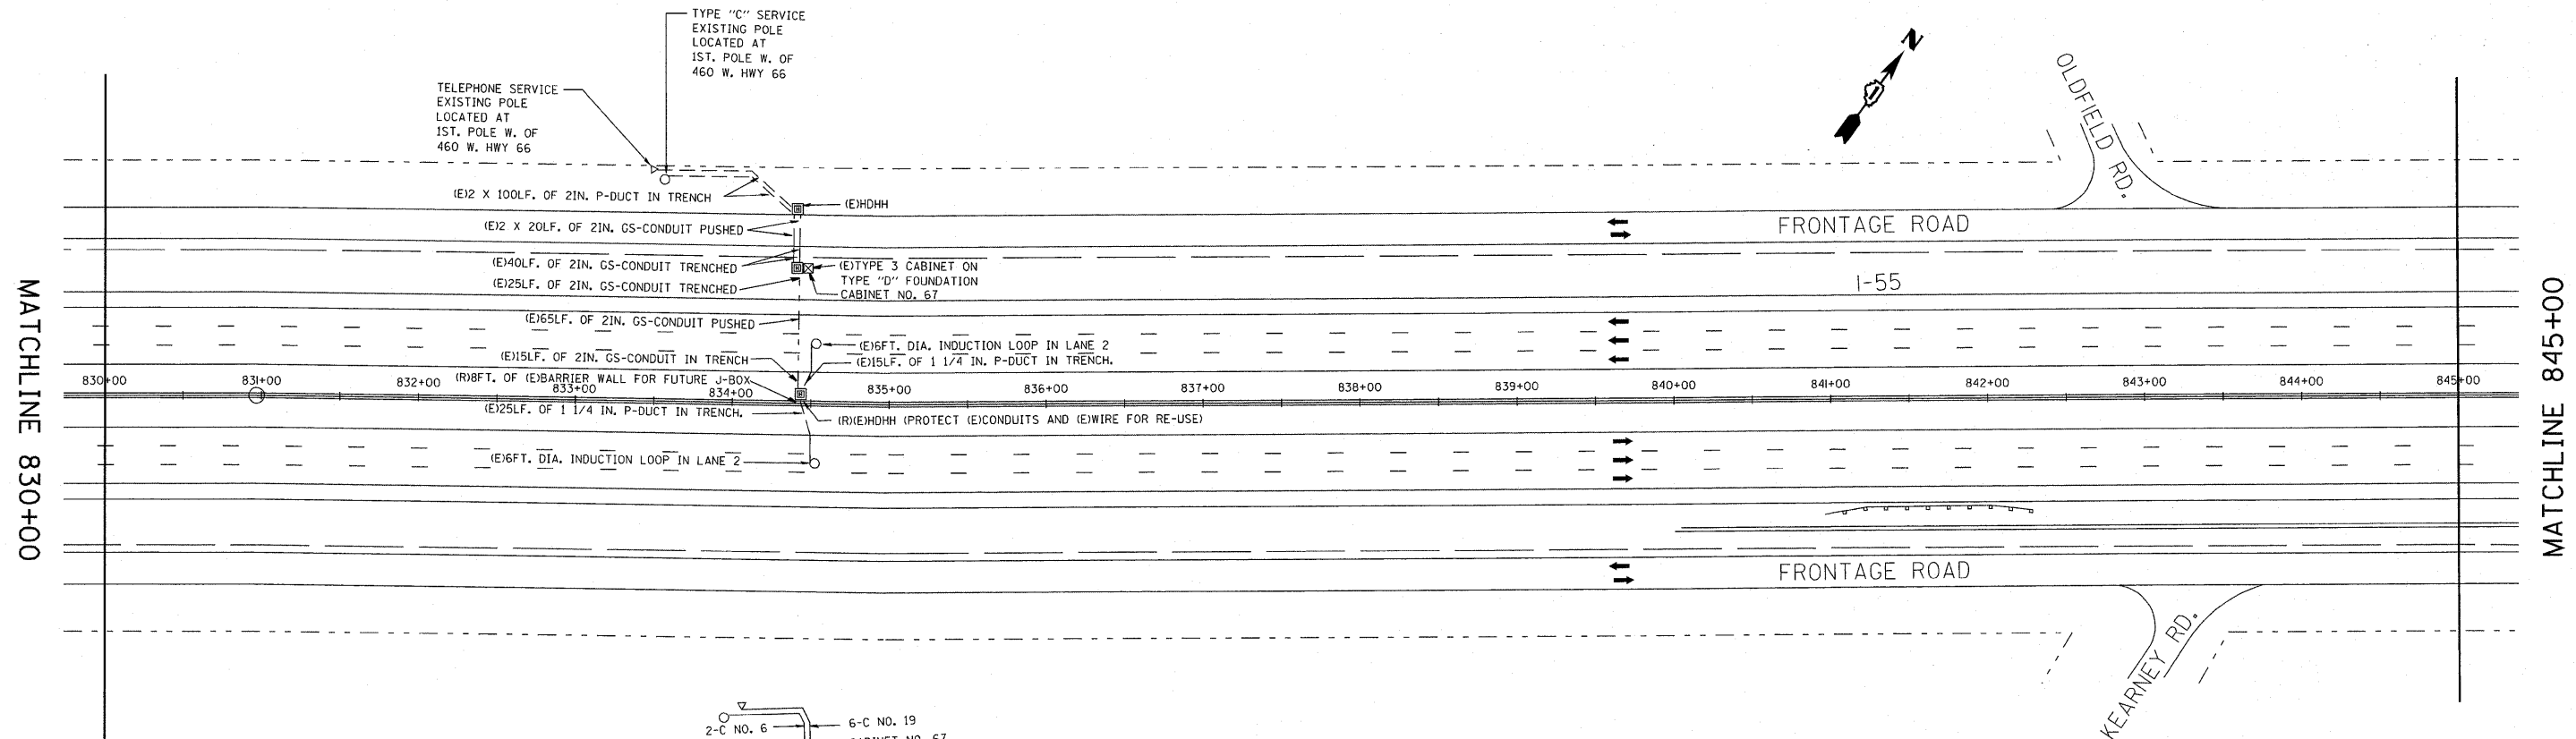 TYPE "C" SERVICE
EXISTING POLE
LOCATED AT
1ST. POLE W. OF
460 W. HWY 66
TELEPHONE SERVICE
EXISTING POLE
LOCATED AT
1ST. POLE W. OF
460 W. HWY 66
N
OLDFIELD RD.
(E)2 X 100LF. OF 2IN. P-DUCT IN TRENCH
(E)HDHH
(E)2 X 20LF. OF 2IN. GS-CONDUIT PUSHED
FRONTAGE ROAD
(E)40LF. OF 2IN. GS-CONDUIT TRENCHED
(E)25LF. OF 2IN. GS-CONDUIT TRENCHED
(E)TYPE 3 CABINET ON
TYPE "D" FOUNDATION
CABINET NO. 67
I-55
MATCHLINE 830+00
MATCHLINE 845+00
(E)65LF. OF 2IN. GS-CONDUIT PUSHED
(E)6FT. DIA. INDUCTION LOOP IN LANE 2
(E)15LF. OF 2IN. GS-CONDUIT IN TRENCH
(E)15LF. OF 1 1/4 IN. P-DUCT IN TRENCH.
(R)8FT. OF (E)BARRIER WALL FOR FUTURE J-BOX
830+00 831+00 832+00 833+00 834+00 835+00 836+00 837+00 838+00 839+00 840+00 841+00 842+00 843+00 844+00 845+00
(E)25LF. OF 1 1/4 IN. P-DUCT IN TRENCH.
(R)(E)HDHH (PROTECT (E)CONDUITS AND (E)WIRE FOR RE-USE)
(E)6FT. DIA. INDUCTION LOOP IN LANE 2
FRONTAGE ROAD
KEARNEY RD.
2-C NO. 6
6-C NO. 19
CABINET NO. 67